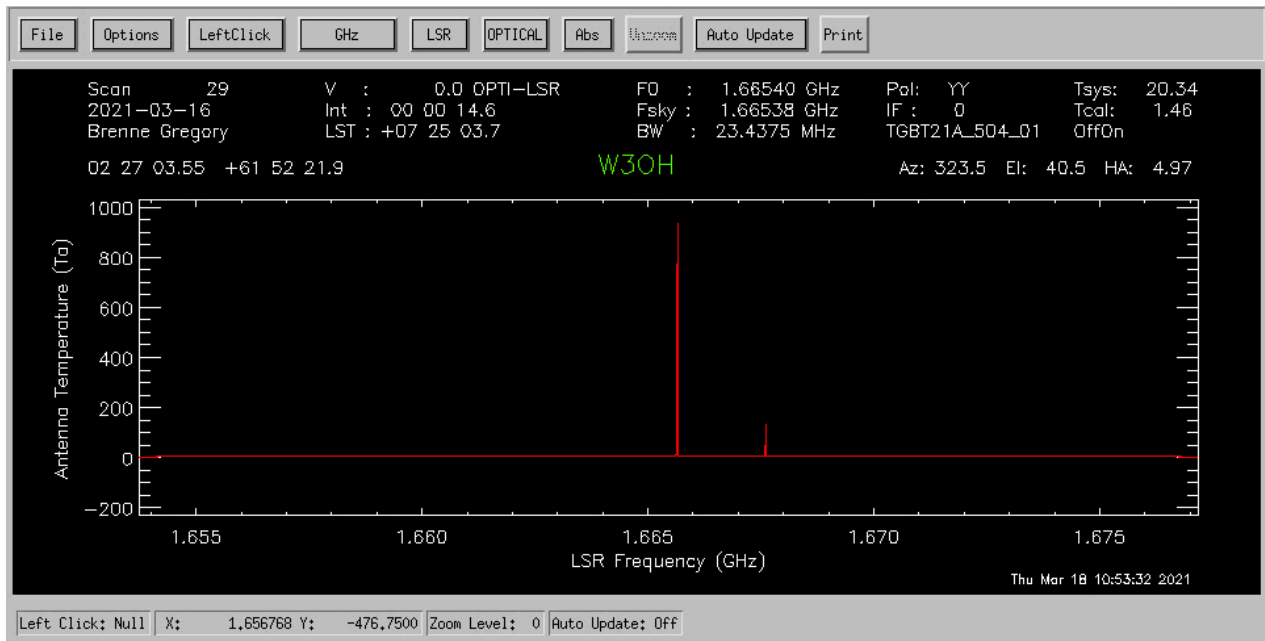 File Options LeftClick GHz LSR OPTICAL Abs Unzoom Auto Update Print
Scan 29 V : 0.0 OPTI-LSR F0 : 1.66540 GHz Pol: YY Tsys: 20.34
2021-03-16 Int : 00 00 14.6 Fsky : 1.66538 GHz IF : 0 Tcal: 1.46
Brenne Gregory LST : +07 25 03.7 BW : 23.4375 MHz TGBT21A_504_01 OffOn
02 27 03.55 +61 52 21.9 W3OH Az: 323.5 El: 40.5 HA: 4.97
1000
800
600
400
200
0
-200
Antenna Temperature (Ta)
1.655 1.660 1.665 1.670 1.675
LSR Frequency (GHz)
Thu Mar 18 10:53:32 2021
Left Click: Null X: 1.656768 Y: -476.7500 Zoom Level: 0 Auto Update: Off